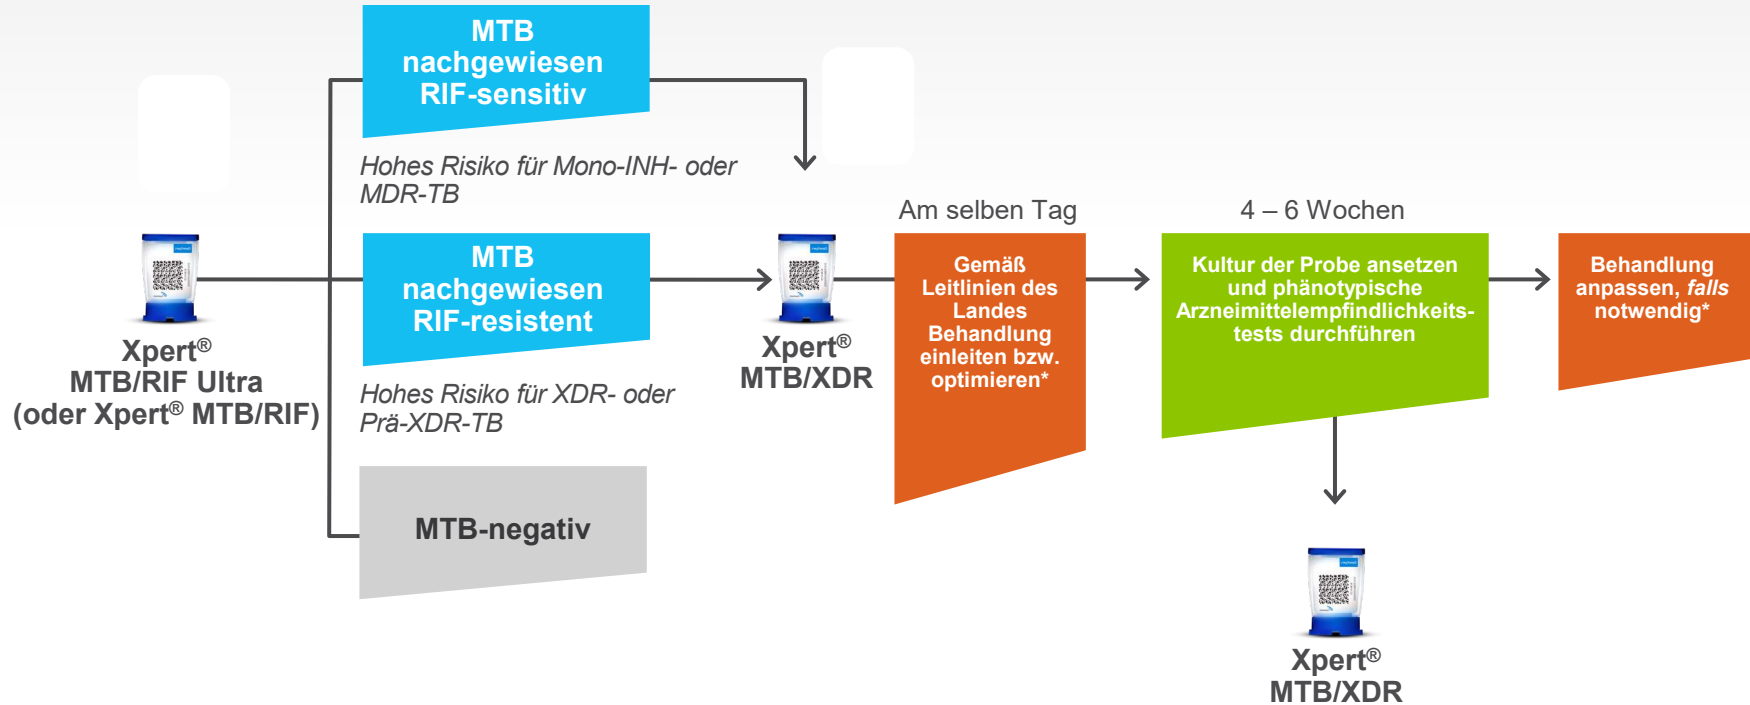 MTB
nachgewiesen
RIF-sensitiv
Hohes Risiko für Mono-INH- oder
MDR-TB
Xpert®
MTB/RIF Ultra
(oder Xpert® MTB/RIF)
MTB
nachgewiesen
RIF-resistent
Hohes Risiko für XDR- oder
Prä-XDR-TB
MTB-negativ
Xpert®
MTB/XDR
Am selben Tag
Gemäß
Leitlinien des
Landes
Behandlung
einleiten bzw.
optimieren*
4 – 6 Wochen
Kultur der Probe ansetzen
und phänotypische
Arzneimittelempfindlichkeits-
tests durchführen
Behandlung
anpassen, falls
notwendig*
Xpert®
MTB/XDR